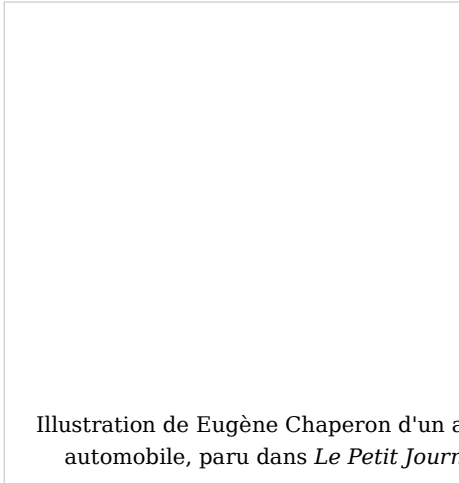 Illustration de Eugène Chaperon d'un a
automobile, paru dans Le Petit Journ